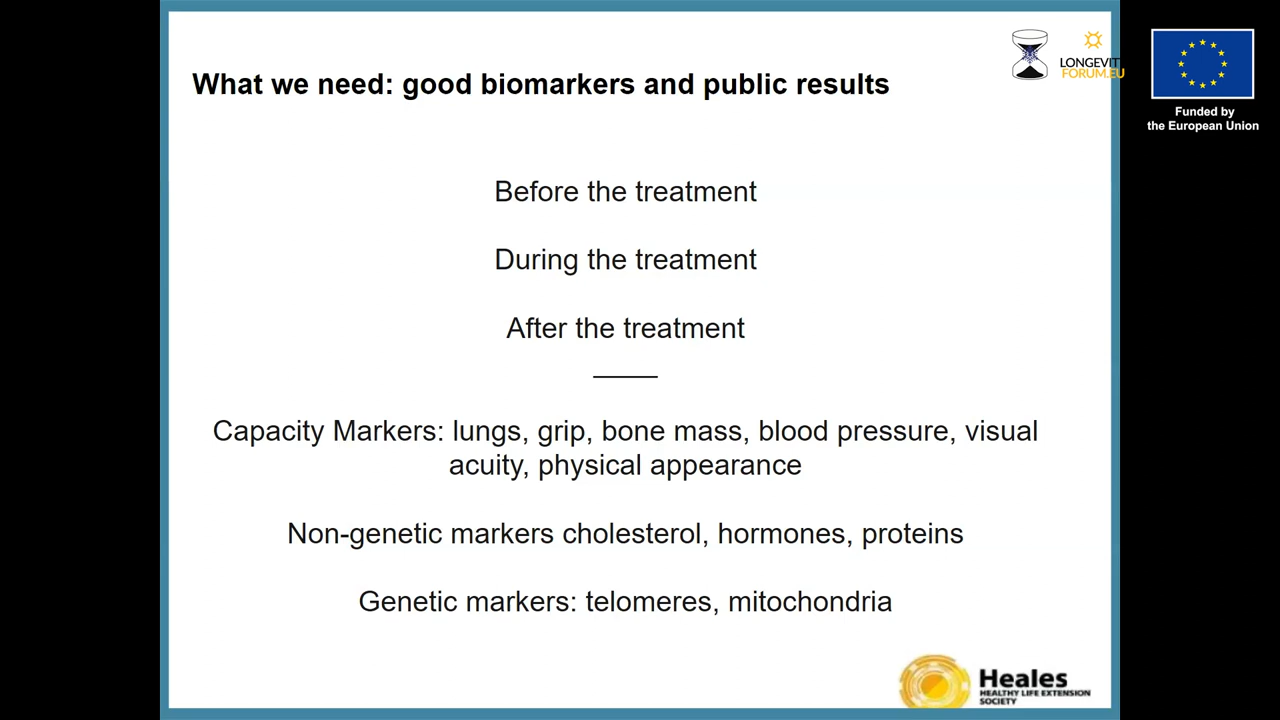 What we need: good biomarkers and public results
LONGEVIT
FORUM.EU
Funded by
the European Union
Before the treatment
During the treatment
After the treatment
Capacity Markers: lungs, grip, bone mass, blood pressure, visual
acuity, physical appearance
Non-genetic markers cholesterol, hormones, proteins
Genetic markers: telomeres, mitochondria
Heales
HEALTHY LIFE EXTENSION
SOCIETY